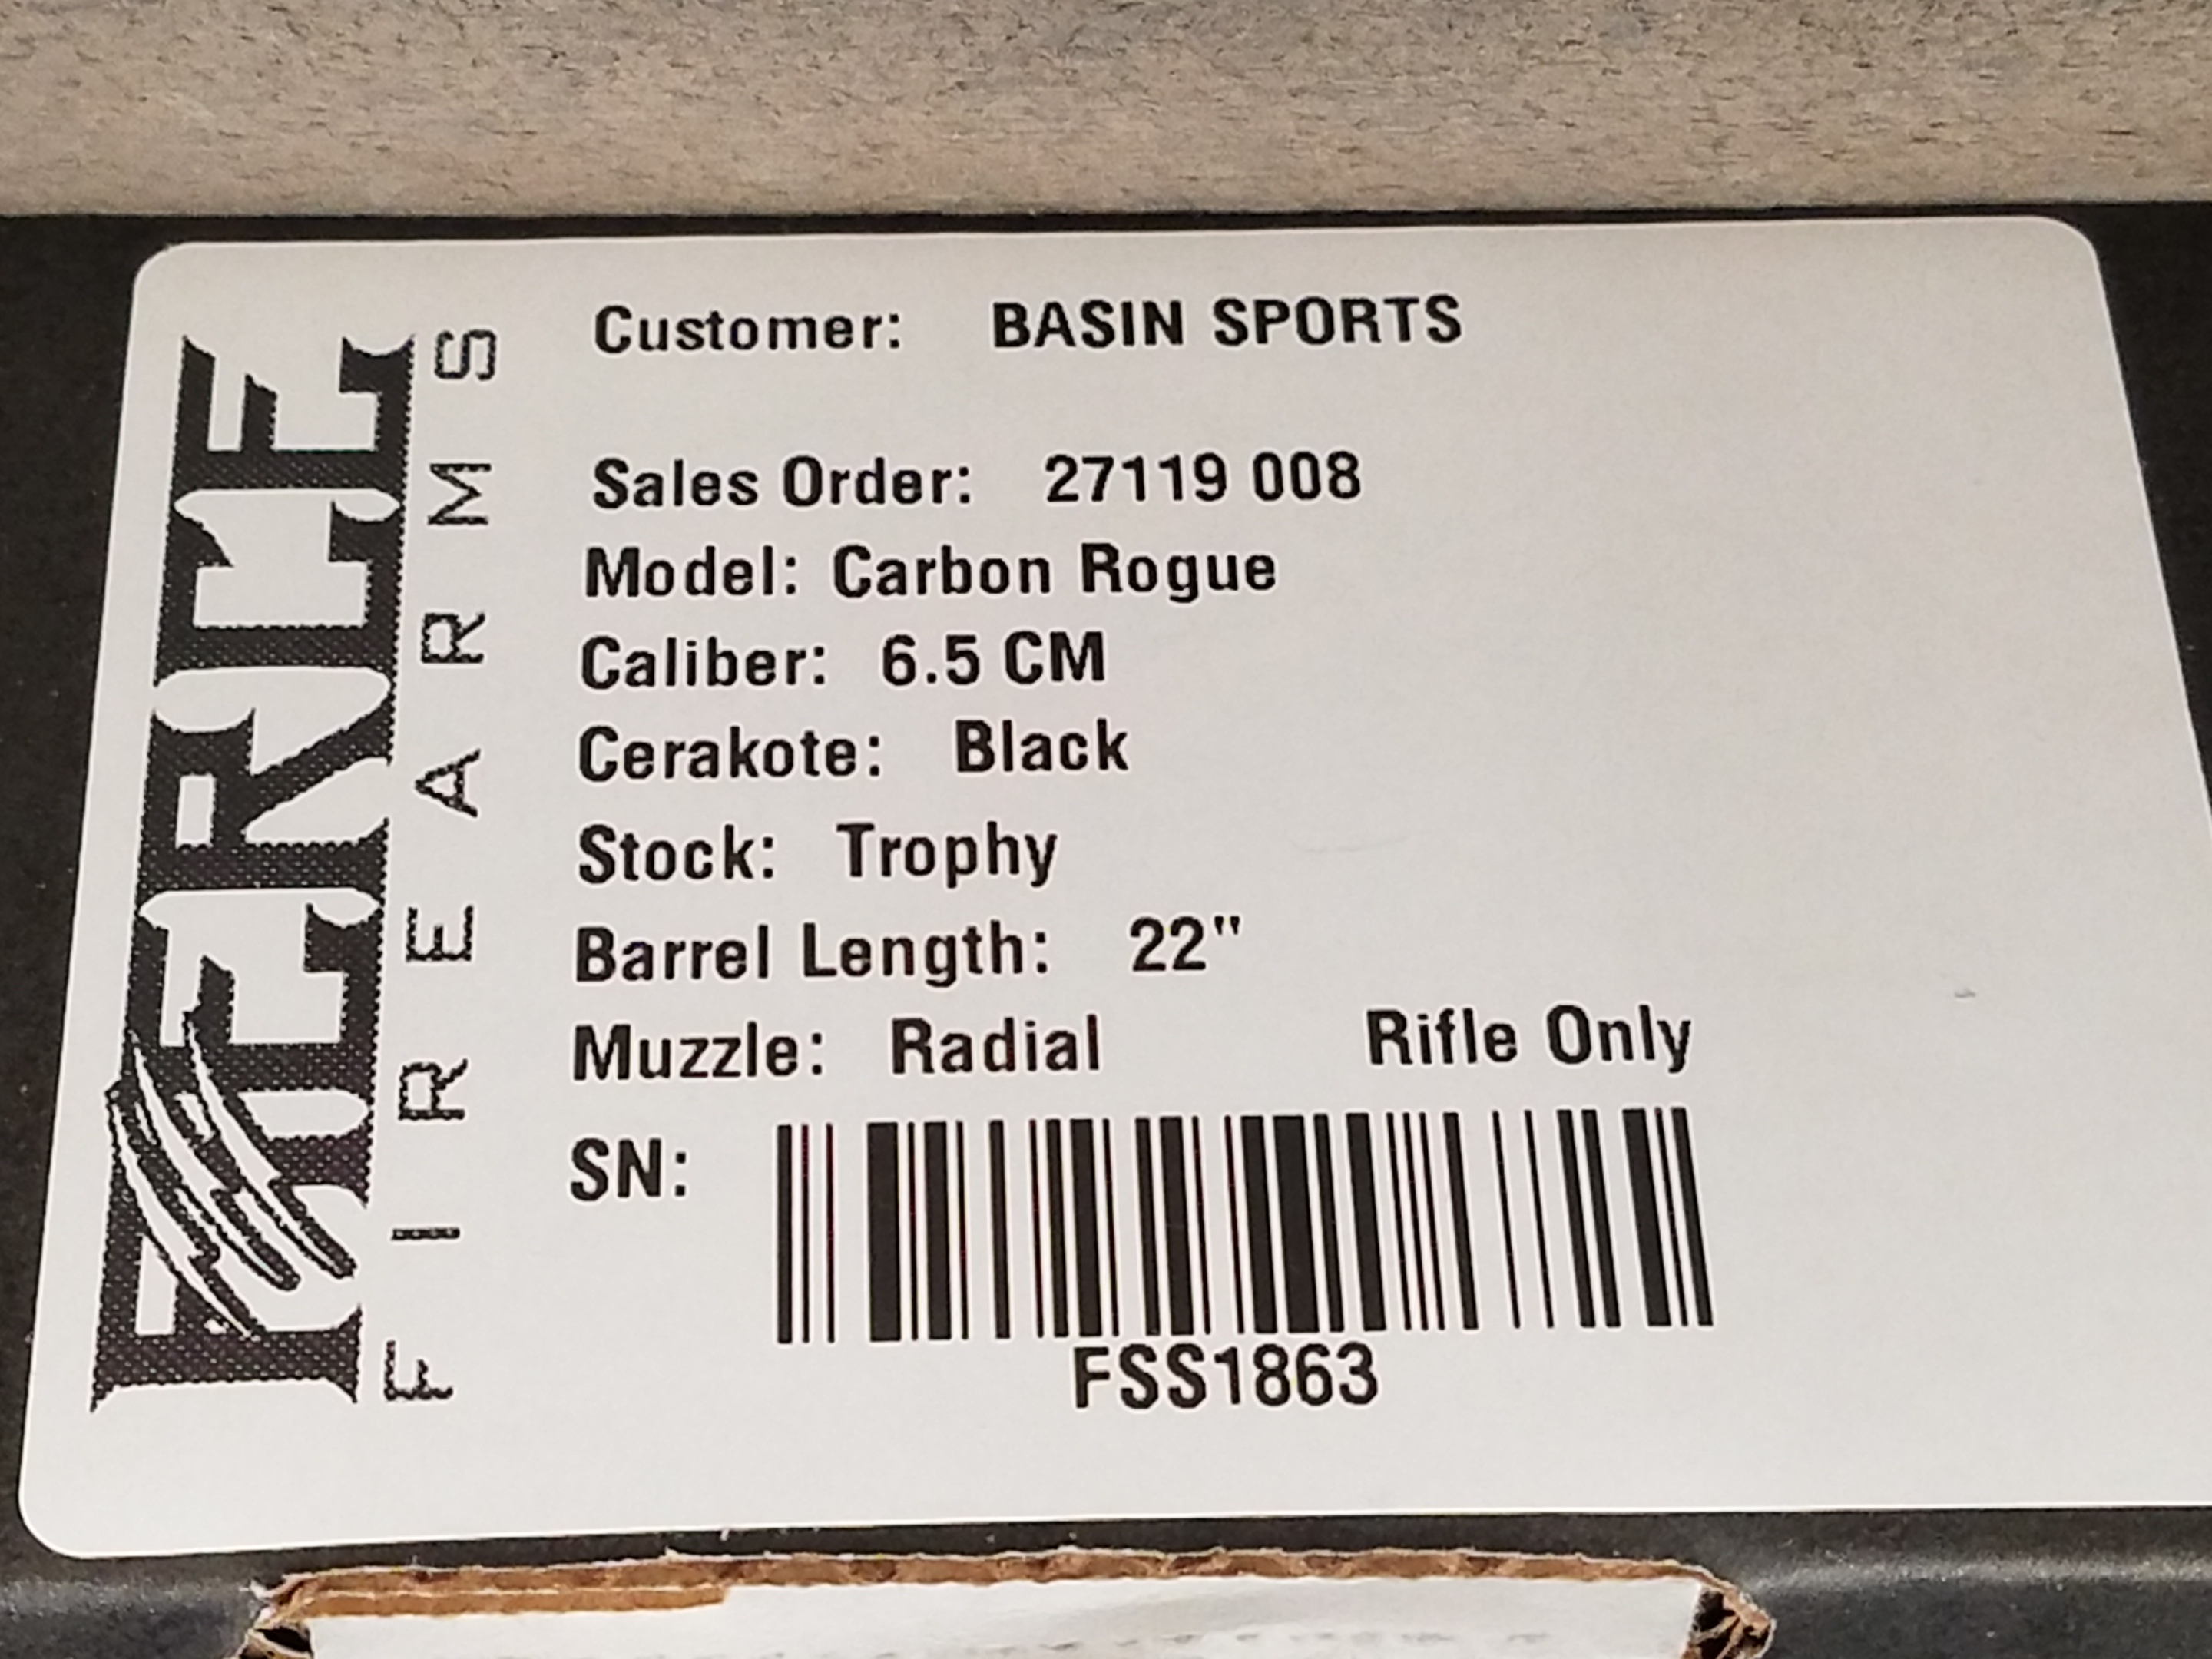 FIERCE
FIREARMS
Customer: BASIN SPORTS
Sales Order: 27119 008
Model: Carbon Rogue
Caliber: 6.5 CM
Cerakote: Black
Stock: Trophy
Barrel Length: 22"
Muzzle: Radial Rifle Only
SN:
FSS1863